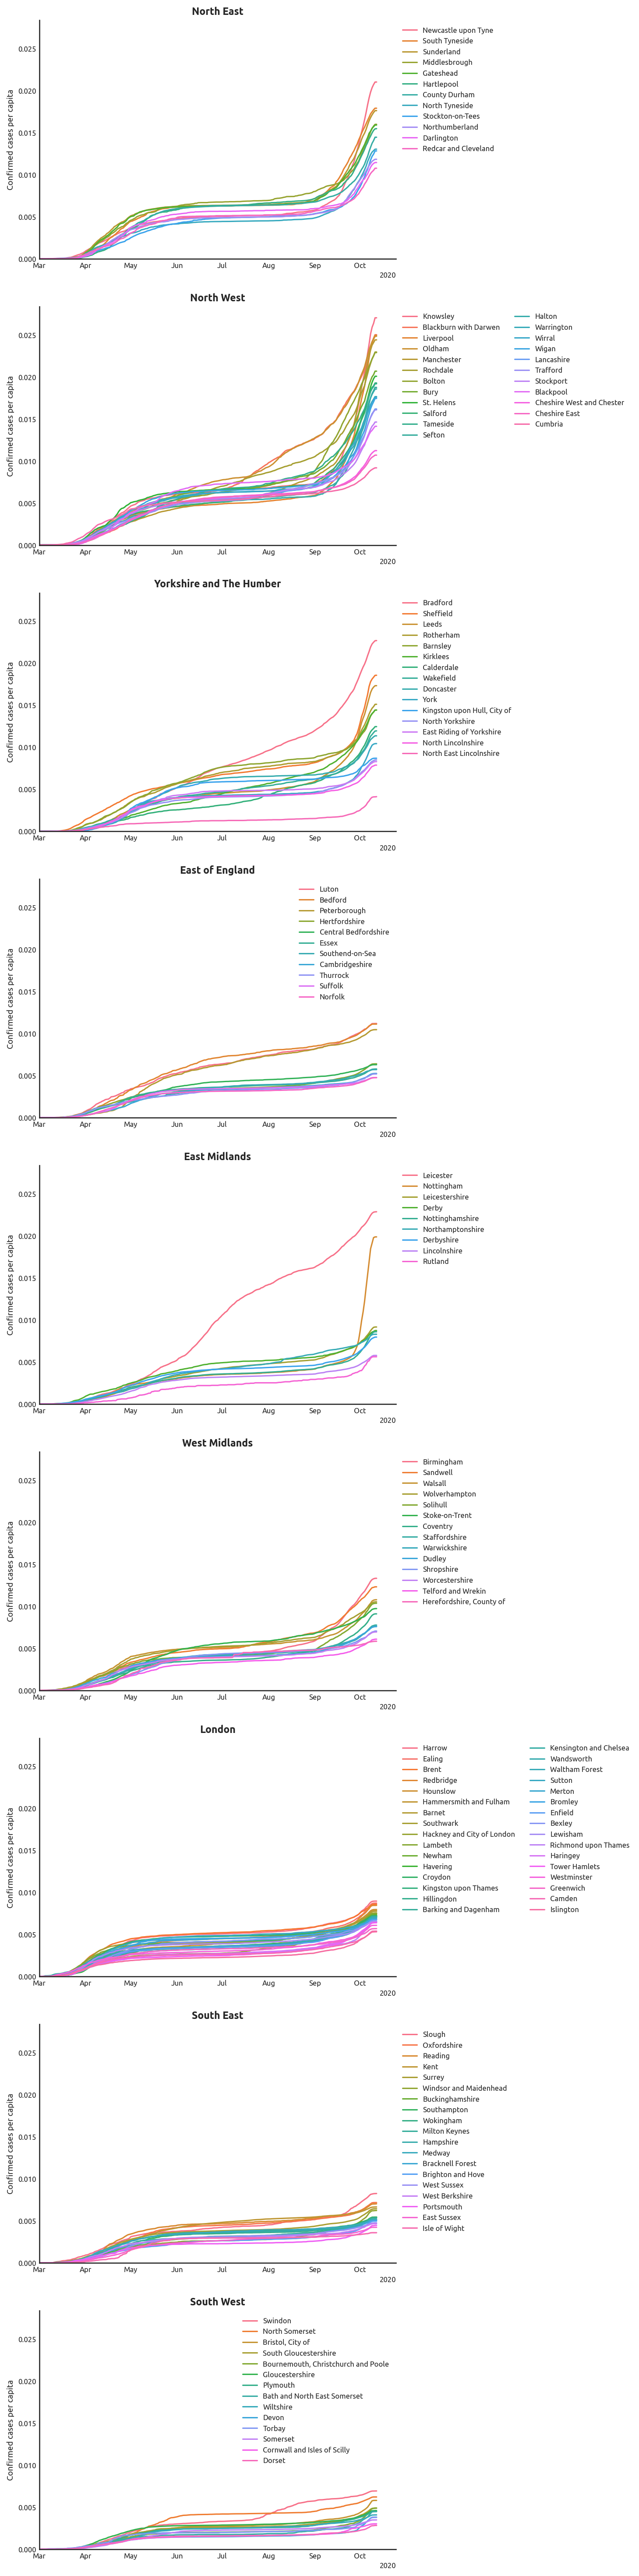 North East
Confirmed cases per capita
0.025
0.020
0.015
0.010
0.005
0.000
Mar Apr May Jun Jul Aug Sep Oct
2020
Newcastle upon Tyne
South Tyneside
Sunderland
Middlesbrough
Gateshead
Hartlepool
County Durham
North Tyneside
Stockton-on-Tees
Northumberland
Darlington
Redcar and Cleveland
North West
Confirmed cases per capita
0.025
0.020
0.015
0.010
0.005
0.000
Mar Apr May Jun Jul Aug Sep Oct
2020
Knowsley
Blackburn with Darwen
Liverpool
Oldham
Manchester
Rochdale
Bolton
Bury
St. Helens
Salford
Tameside
Sefton
Halton
Warrington
Wirral
Wigan
Lancashire
Trafford
Stockport
Blackpool
Cheshire West and Chester
Cheshire East
Cumbria
Yorkshire and The Humber
Confirmed cases per capita
0.025
0.020
0.015
0.010
0.005
0.000
Mar Apr May Jun Jul Aug Sep Oct
2020
Bradford
Sheffield
Leeds
Rotherham
Barnsley
Kirklees
Calderdale
Wakefield
Doncaster
York
Kingston upon Hull, City of
North Yorkshire
East Riding of Yorkshire
North Lincolnshire
North East Lincolnshire
East of England
Confirmed cases per capita
0.025
0.020
0.015
0.010
0.005
0.000
Mar Apr May Jun Jul Aug Sep Oct
2020
Luton
Bedford
Peterborough
Hertfordshire
Central Bedfordshire
Essex
Southend-on-Sea
Cambridgeshire
Thurrock
Suffolk
Norfolk
East Midlands
Confirmed cases per capita
0.025
0.020
0.015
0.010
0.005
0.000
Mar Apr May Jun Jul Aug Sep Oct
2020
Leicester
Nottingham
Leicestershire
Derby
Nottinghamshire
Northamptonshire
Derbyshire
Lincolnshire
Rutland
West Midlands
Confirmed cases per capita
0.025
0.020
0.015
0.010
0.005
0.000
Mar Apr May Jun Jul Aug Sep Oct
2020
Birmingham
Sandwell
Walsall
Wolverhampton
Solihull
Stoke-on-Trent
Coventry
Staffordshire
Warwickshire
Dudley
Shropshire
Worcestershire
Telford and Wrekin
Herefordshire, County of
London
Confirmed cases per capita
0.025
0.020
0.015
0.010
0.005
0.000
Mar Apr May Jun Jul Aug Sep Oct
2020
Harrow
Ealing
Brent
Redbridge
Hounslow
Hammersmith and Fulham
Barnet
Southwark
Hackney and City of London
Lambeth
Newham
Havering
Croydon
Kingston upon Thames
Hillingdon
Barking and Dagenham
Kensington and Chelsea
Wandsworth
Waltham Forest
Sutton
Merton
Bromley
Enfield
Bexley
Lewisham
Richmond upon Thames
Haringey
Tower Hamlets
Westminster
Greenwich
Camden
Islington
South East
Confirmed cases per capita
0.025
0.020
0.015
0.010
0.005
0.000
Mar Apr May Jun Jul Aug Sep Oct
2020
Slough
Oxfordshire
Reading
Kent
Surrey
Windsor and Maidenhead
Buckinghamshire
Southampton
Wokingham
Milton Keynes
Hampshire
Medway
Bracknell Forest
Brighton and Hove
West Sussex
West Berkshire
Portsmouth
East Sussex
Isle of Wight
South West
Confirmed cases per capita
0.025
0.020
0.015
0.010
0.005
0.000
Mar Apr May Jun Jul Aug Sep Oct
2020
Swindon
North Somerset
Bristol, City of
South Gloucestershire
Bournemouth, Christchurch and Poole
Gloucestershire
Plymouth
Bath and North East Somerset
Wiltshire
Devon
Torbay
Somerset
Cornwall and Isles of Scilly
Dorset